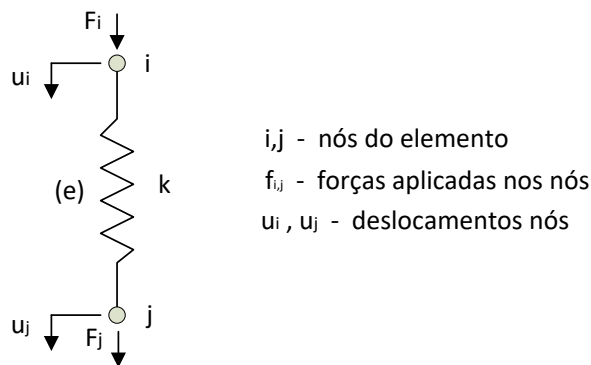 Fi
ui
i
i,j - nós do elemento
(e)
k
fi,j - forças aplicadas nos nós
ui , uj - deslocamentos nós
uj
j
Fj